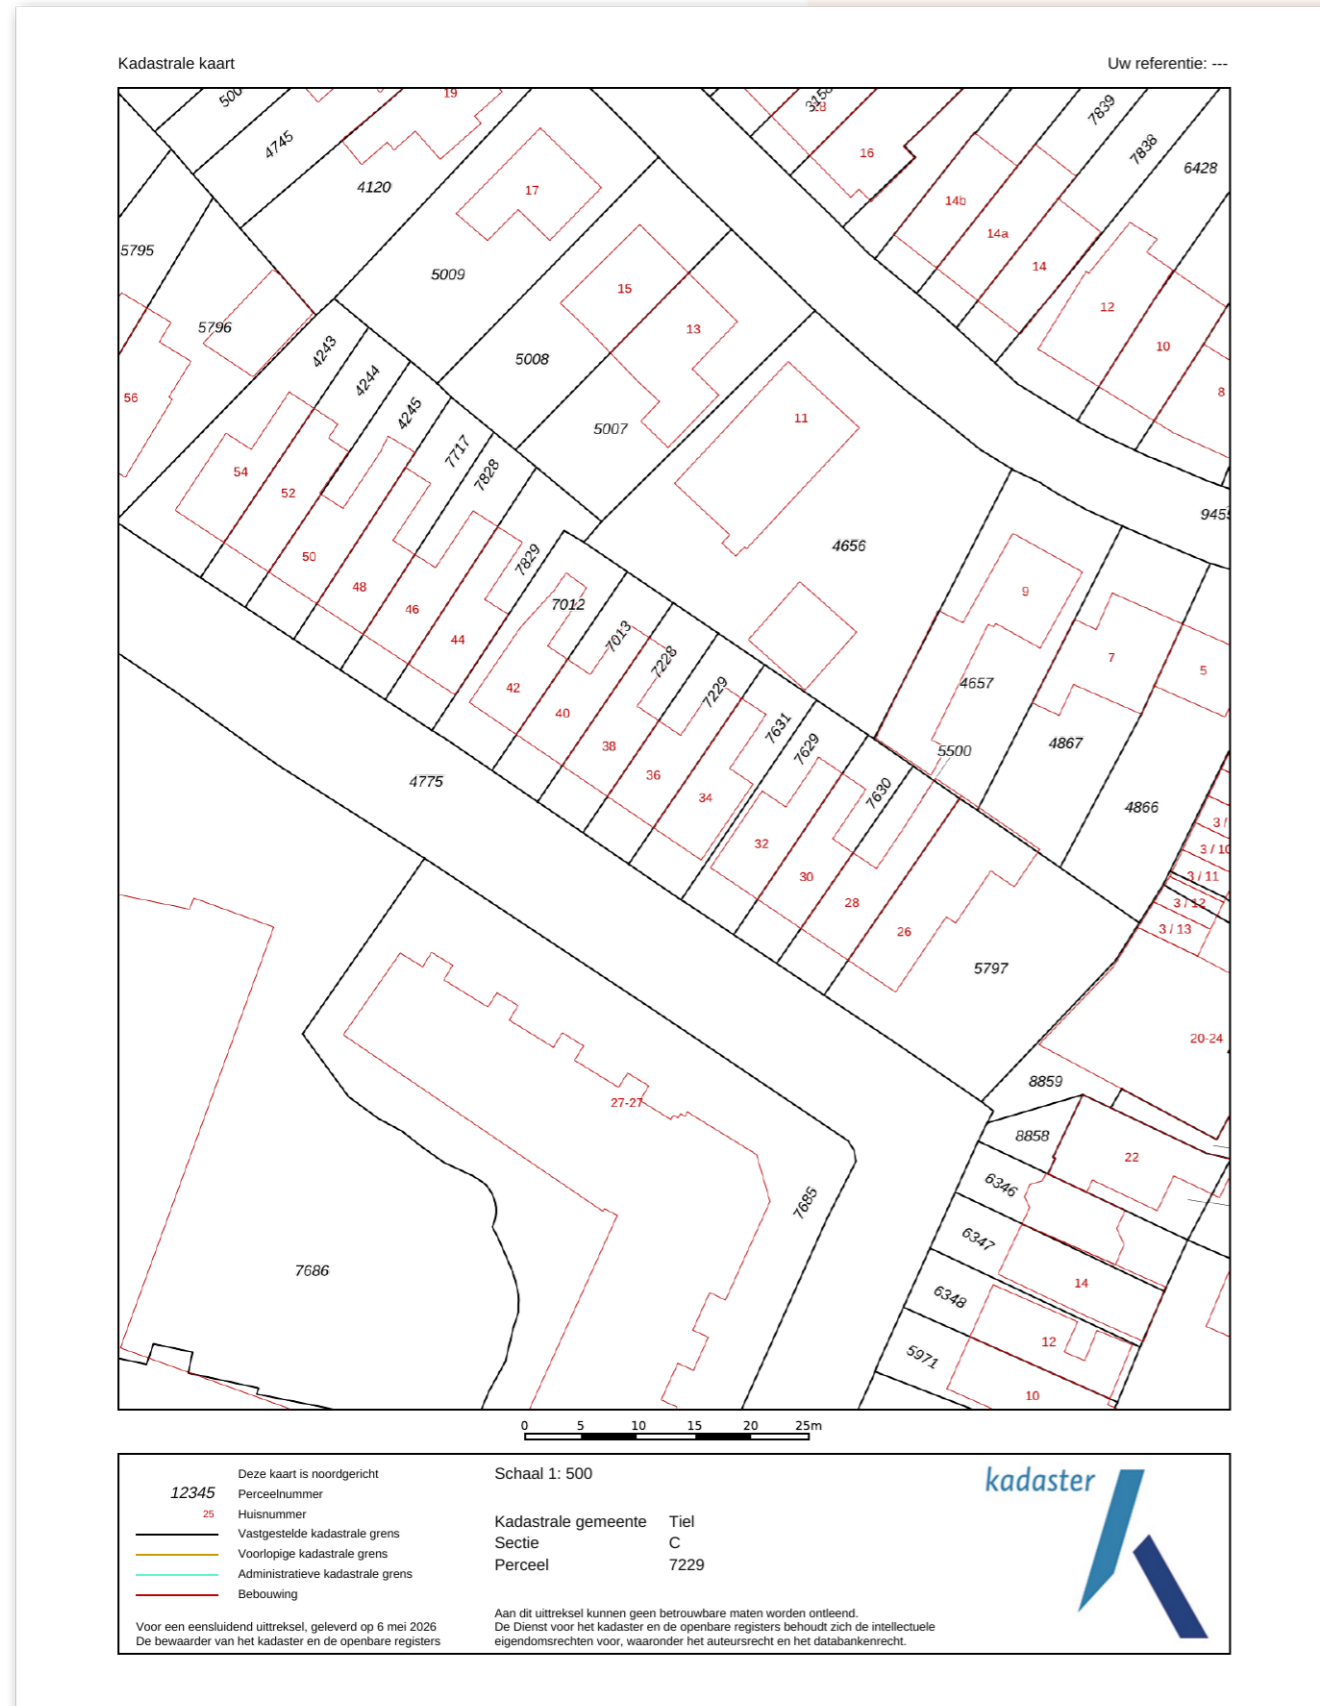 Kadastrale kaart
Uw referentie: ---
19
16
4745
4120
17
5009
5795
5796
56
15
13
5008
5007
14b
14a
14
7839
7838
6428
12
10
8
11
4656
4243
4244
4245
7717
7828
7829
54
52
50
48
46
44
7012
7013
7228
7229
7631
7629
7630
42
40
38
36
34
32
30
28
26
9
7
5
4657
5500
4867
4866
4775
5797
3 / 11
3 / 12
3 / 13
20-24
8859
8858
22
27-27
7685
7686
6346
6347
6348
5971
14
12
10
0 5 10 15 20 25m
Deze kaart is noordgericht
12345 Perceelnummer
25 Huisnummer
Vastgestelde kadastrale grens
Voorlopige kadastrale grens
Administratieve kadastrale grens
Bebouwing
Voor een eensluidend uittreksel, geleverd op 6 mei 2026
De bewaarder van het kadaster en de openbare registers
Schaal 1: 500
Kadastrale gemeente Tiel
Sectie C
Perceel 7229
Aan dit uittreksel kunnen geen betrouwbare maten worden ontleend.
De Dienst voor het kadaster en de openbare registers behoudt zich de intellectuele
eigendomsrechten voor, waaronder het auteursrecht en het databankenrecht.
kadaster